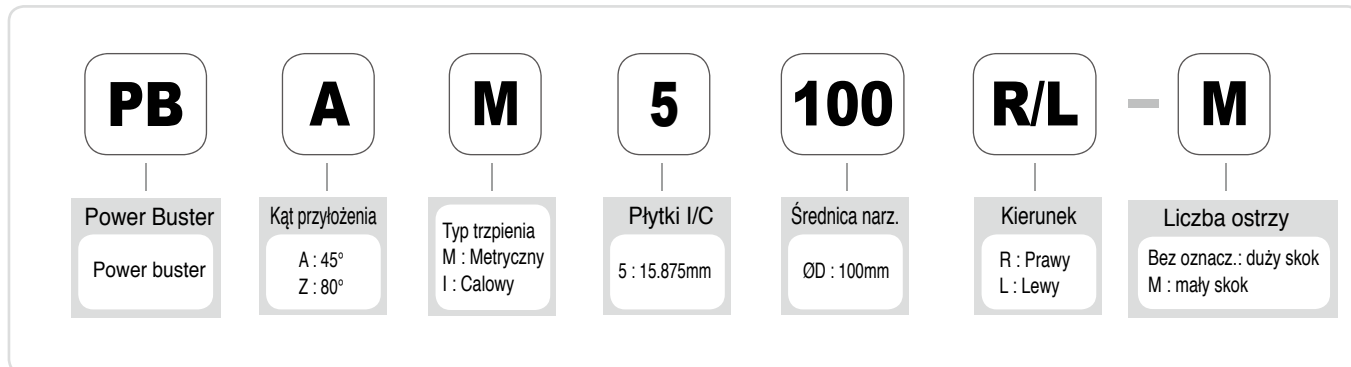 PB A M 5 100 R/L - M
Power Buster
Power buster
Kąt przyłożenia
A : 45°
Z : 80°
Typ trzpienia
M : Metryczny
I : Calowy
Płytki I/C
5 : 15.875mm
Średnica narz.
ØD : 100mm
Kierunek
R : Prawy
L : Lewy
Liczba ostrzy
Bez oznacz.: duży skok
M : mały skok